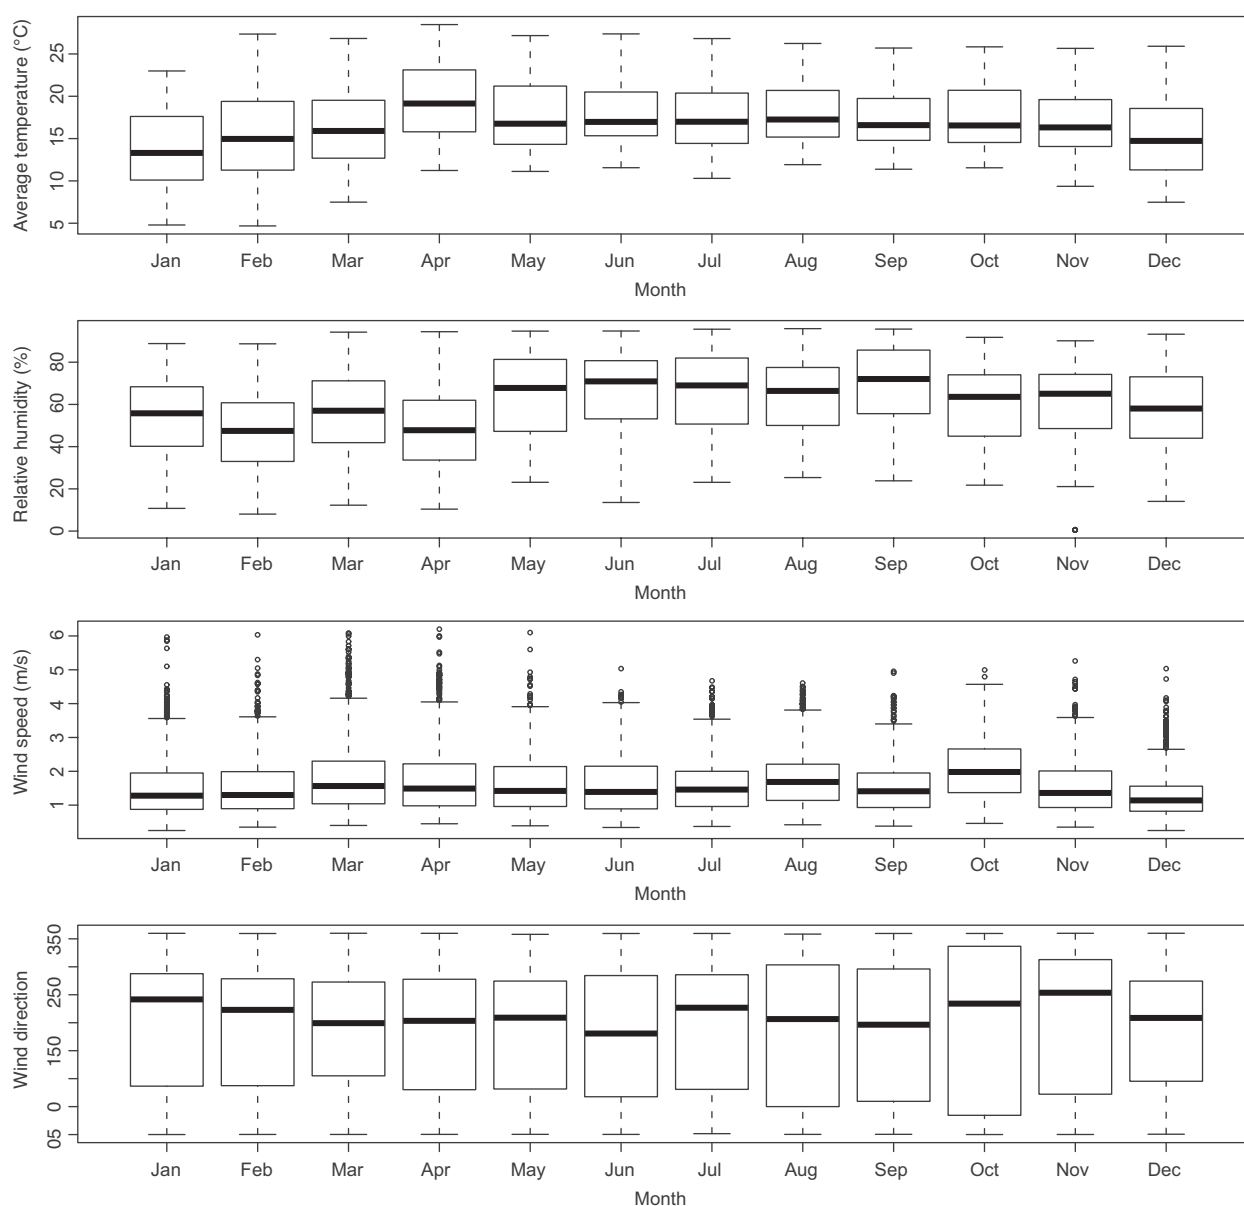 Average temperature (°C)
25
20
15
10
5
Jan Feb Mar Apr May Jun Jul Aug Sep Oct Nov Dec
Month
Relative humidity (%)
80
60
40
20
0
Jan Feb Mar Apr May Jun Jul Aug Sep Oct Nov Dec
Month
Wind speed (m/s)
6
5
4
3
2
1
Jan Feb Mar Apr May Jun Jul Aug Sep Oct Nov Dec
Month
Wind direction
350
250
150
0
05
Jan Feb Mar Apr May Jun Jul Aug Sep Oct Nov Dec
Month